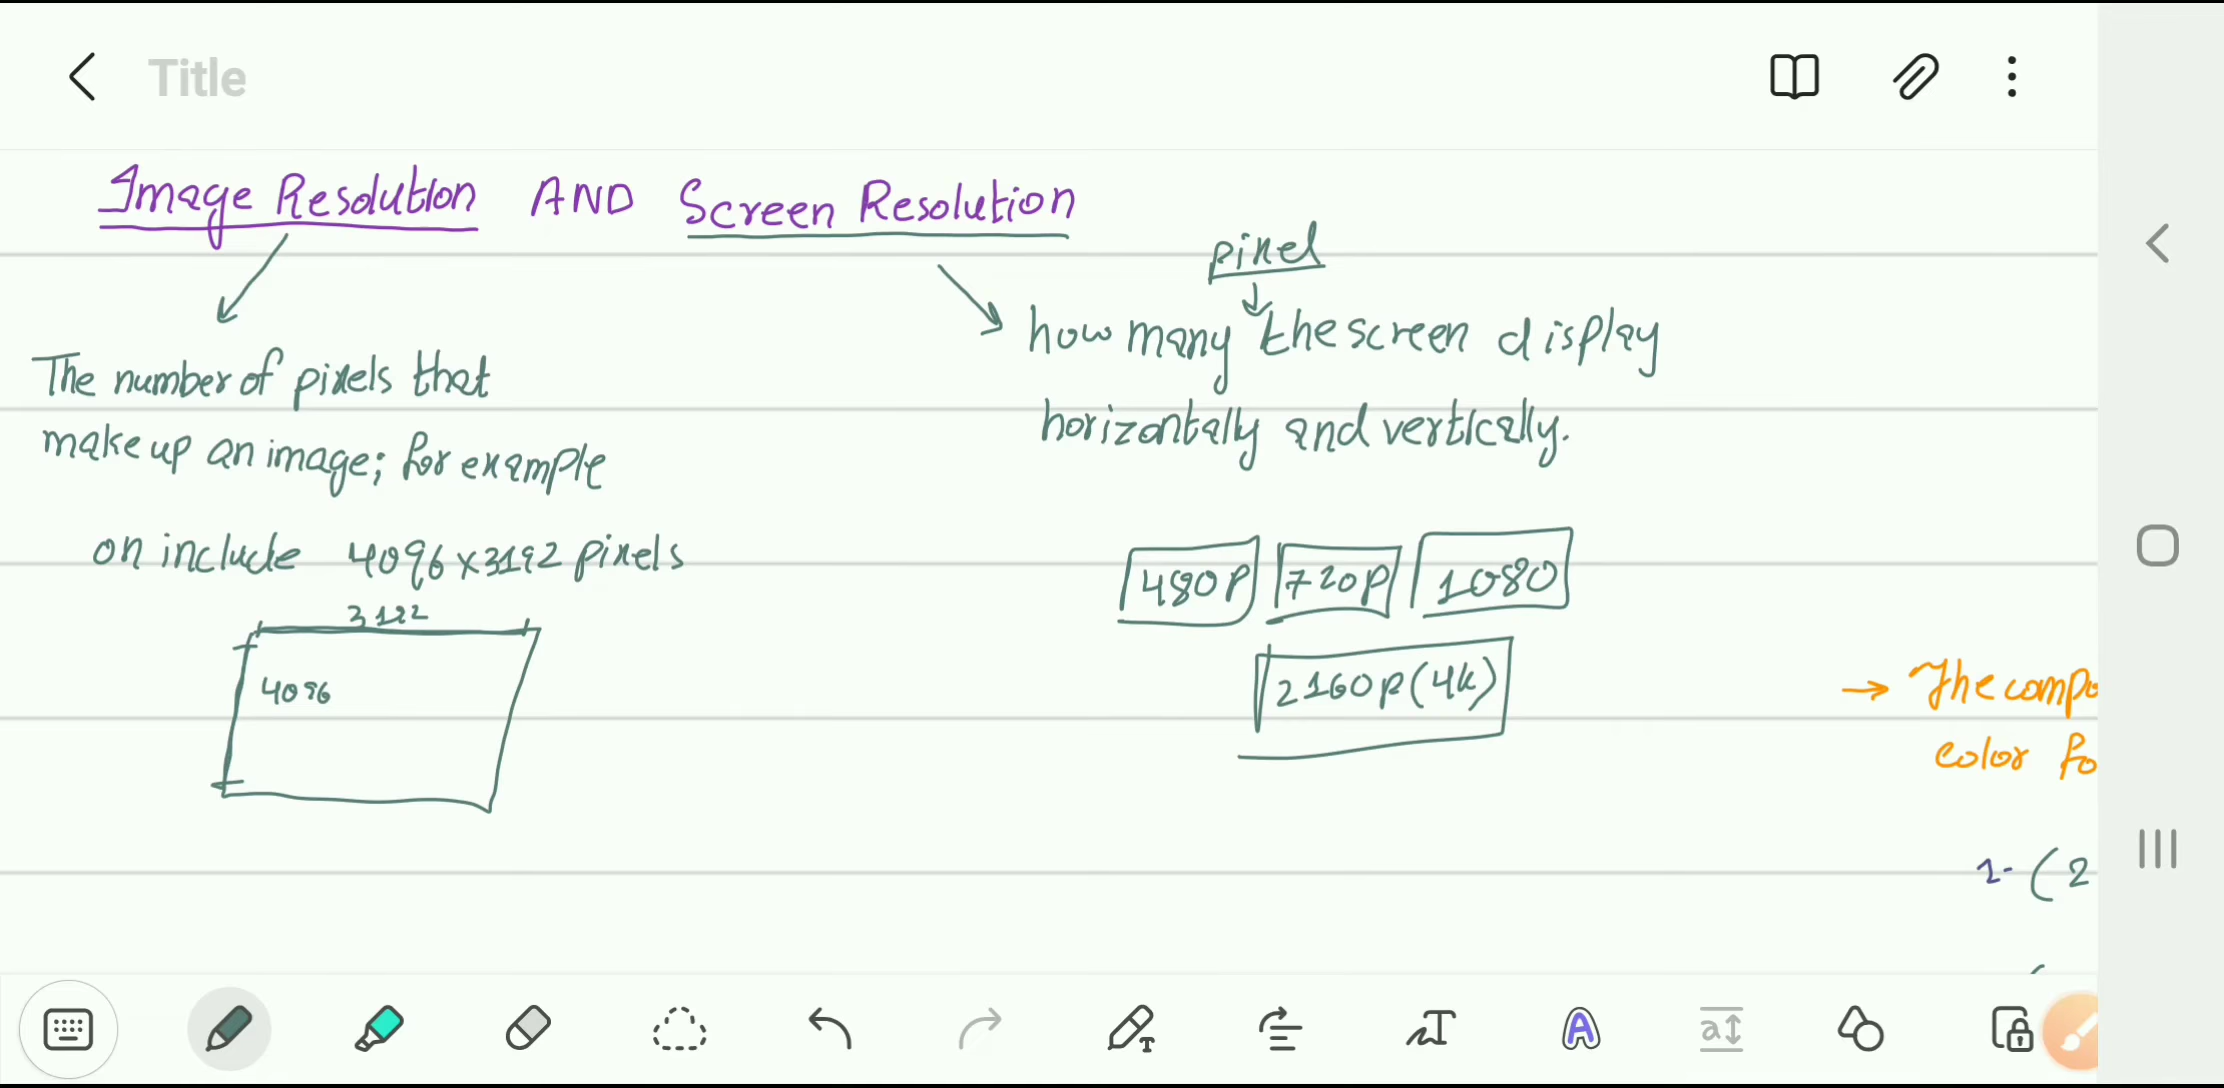 Title
Image Resolution AND Screen Resolution
pixel
how many the screen display
horizontally and vertically.
The number of pixels that
make up an image; for example
on include 4096x3192 pixels
3192
4096
480P 720P 1080
2160P(4k)
→ The compo
color fo
1- (2